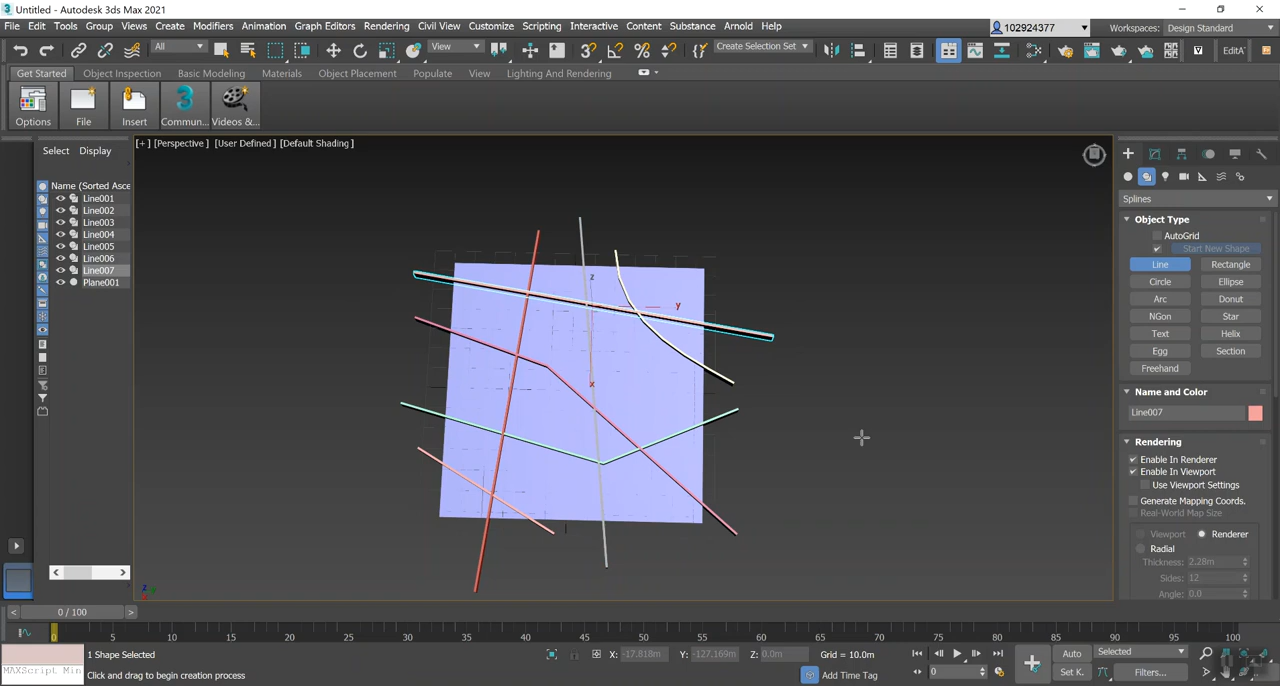 Untitled - Autodesk 3ds Max 2021
File Edit Tools Group Views Create Modifiers Animation Graph Editors Rendering Civil View Customize Scripting Interactive Content Substance Arnold Help
102924377 Workspaces: Design Standard
All View Create Selection Set EditA
Get Started Object Inspection Basic Modeling Materials Object Placement Populate View Lighting And Rendering
Options File Insert Commun... Videos &...
[+] [Perspective] [User Defined] [Default Shading]
Select Display
Name (Sorted Asce
Line001
Line002
Line003
Line004
Line005
Line006
Line007
Plane001
z
y
x
Splines
Object Type
AutoGrid
Start New Shape
Line Rectangle
Circle Ellipse
Arc Donut
NGon Star
Text Helix
Egg Section
Freehand
Name and Color
Line007
Rendering
Enable In Renderer
Enable In Viewport
Use Viewport Settings
Generate Mapping Coords.
Real-World Map Size
Viewport Renderer
Radial
Thickness: 2.28m
Sides: 12
Angle: 0.0
< 0 / 100 >
0 5 10 15 20 25 30 35 40 45 50 55 60 65 70 75 80 85 90 95 100
1 Shape Selected X: -17.818m Y: -127.169m Z: 0.0m Grid = 10.0m Auto Selected
MAXScript Min Click and drag to begin creation process Add Time Tag 0 Set K. Filters...